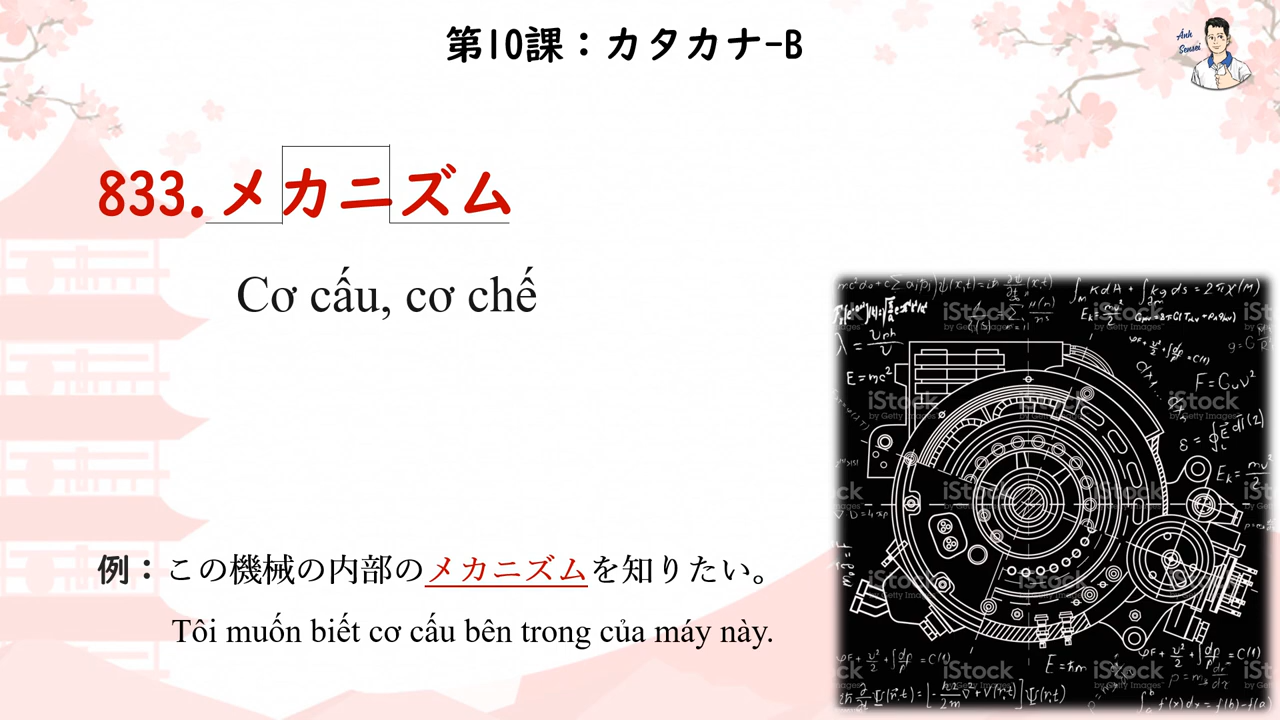 第10課：カタカナ-B
Anh
Sensei
833.メカニズム
Cơ cấu, cơ chế
例：この機械の内部のメカニズムを知りたい。
Tôi muốn biết cơ cấu bên trong của máy này.
E=mc²
iStock
by Getty Images